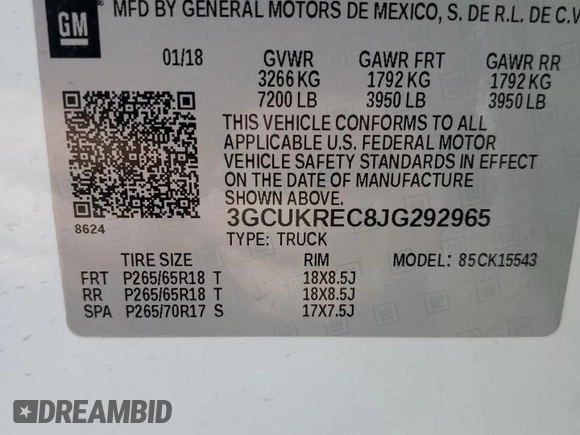 GM
MFD BY GENERAL MOTORS DE MEXICO, S. DE R.L. DE C.V
01/18 GVWR GAWR FRT GAWR RR
3266 KG 1792 KG 1792 KG
7200 LB 3950 LB 3950 LB
THIS VEHICLE CONFORMS TO ALL
APPLICABLE U.S. FEDERAL MOTOR
VEHICLE SAFETY STANDARDS IN EFFECT
ON THE DATE OF MANUFACTURE
SHOWN ABOVE.
8624
3GCUKREC8JG292965
TYPE: TRUCK
TIRE SIZE RIM MODEL: 85CK15543
FRT P265/65R18 T 18X8.5J
RR P265/65R18 T 18X8.5J
SPA P265/70R17 S 17X7.5J
DREAMBID